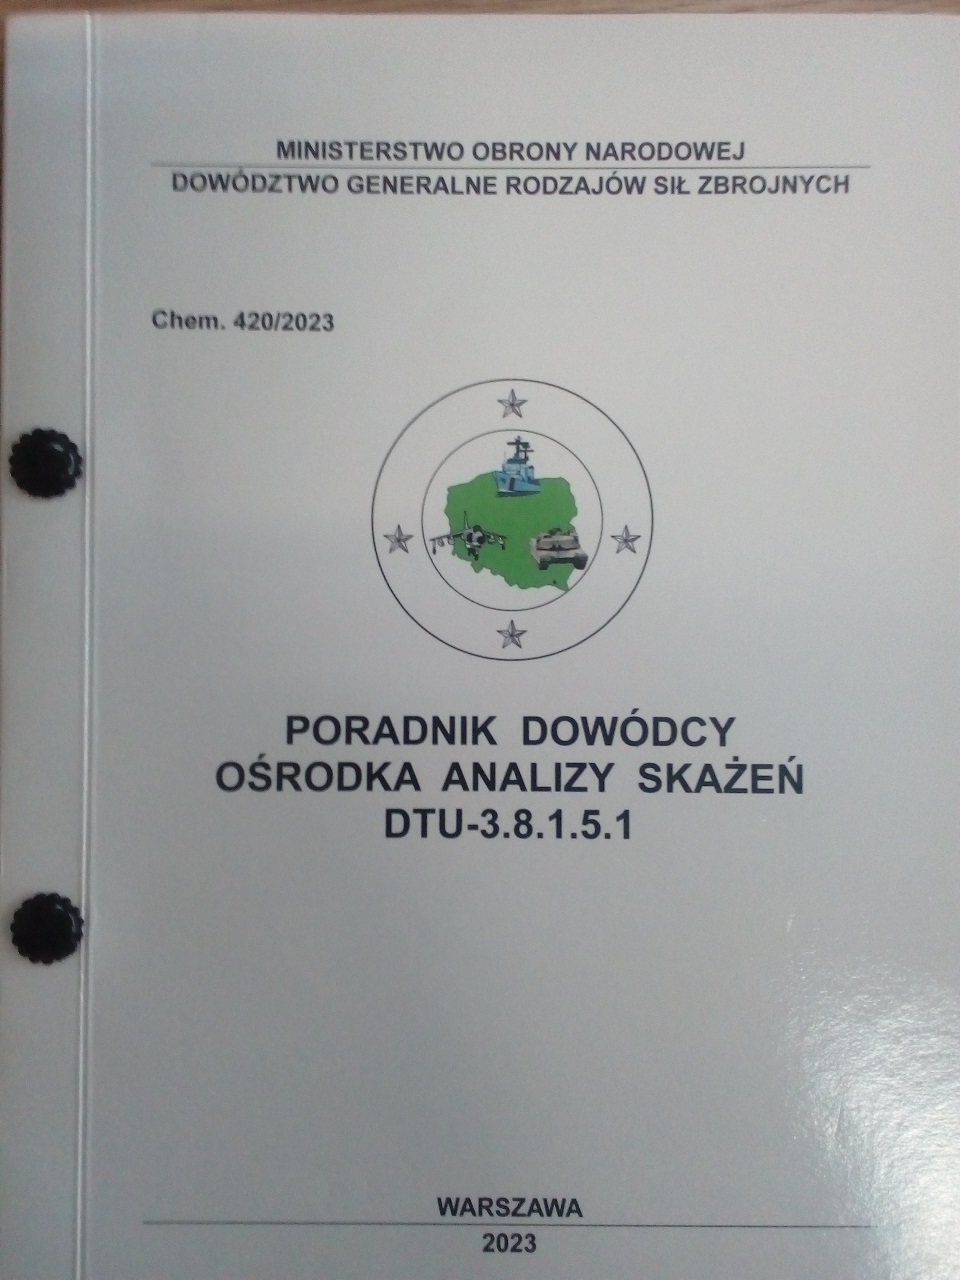 MINISTERSTWO OBRONY NARODOWEJ
DOWÓDZTWO GENERALNE RODZAJÓW SIŁ ZBROJNYCH
Chem. 420/2023
PORADNIK DOWÓDCY
OŚRODKA ANALIZY SKAŻEŃ
DTU-3.8.1.5.1
WARSZAWA
2023